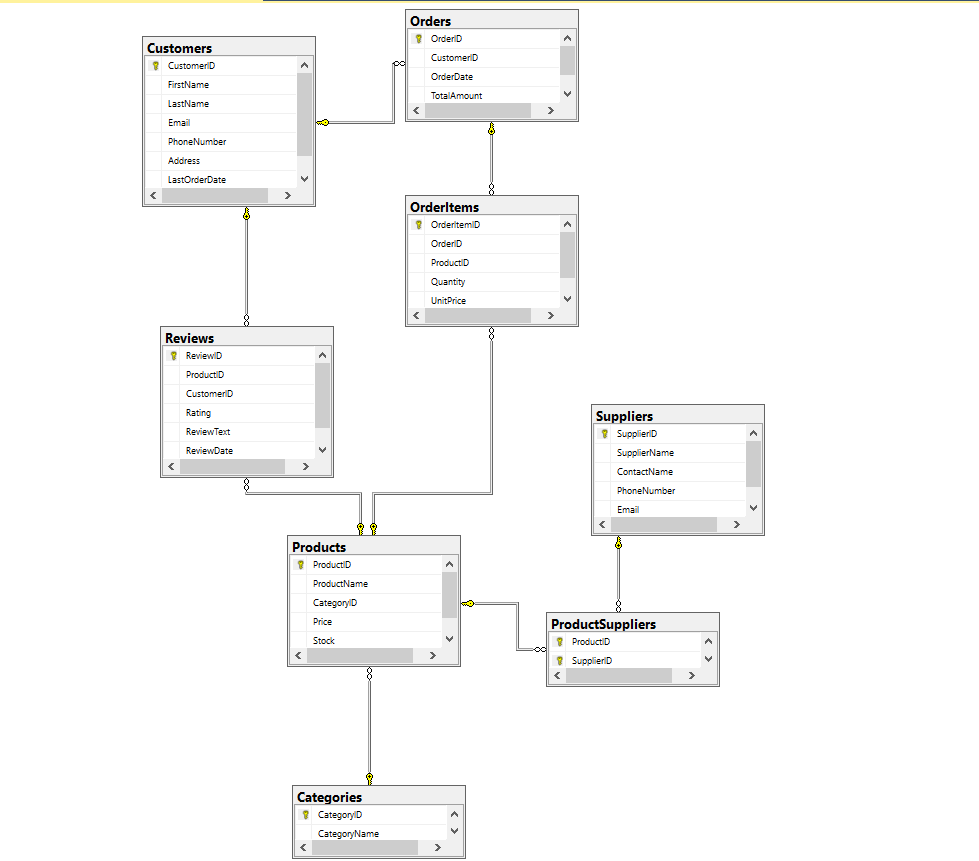 Orders
OrderID
CustomerID
OrderDate
TotalAmount
Customers
CustomerID
FirstName
LastName
Email
PhoneNumber
Address
LastOrderDate
OrderItems
OrderItemID
OrderID
ProductID
Quantity
UnitPrice
Reviews
ReviewID
ProductID
CustomerID
Rating
ReviewText
ReviewDate
Suppliers
SupplierID
SupplierName
ContactName
PhoneNumber
Email
Products
ProductID
ProductName
CategoryID
Price
Stock
ProductSuppliers
ProductID
SupplierID
Categories
CategoryID
CategoryName